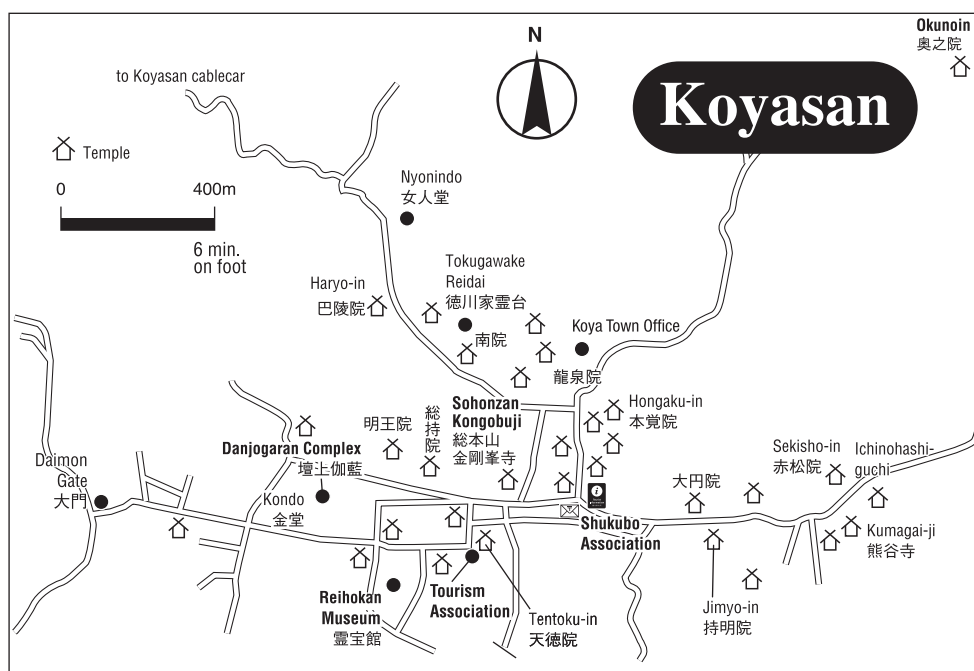 Okunoin
奥之院
N
to Koyasan cablecar
Koyasan
Temple
0
400m
6 min.
on foot
Nyonindo
女人堂
Tokugawake
Reidai
徳川家霊台
Haryo-in
巴陵院
南院
Koya Town Office
龍泉院
Sohonzan
Kongobuji
総本山
金剛峯寺
Hongaku-in
本覚院
総持院
明王院
Danjogaran Complex
壇上伽藍
Daimon
Gate
大門
Kondo
金堂
Sekisho-in
赤松院
Ichinohashi-
guchi
大円院
i
Shukubo
Association
Kumagai-ji
熊谷寺
Reihokan
Museum
霊宝館
Tourism
Association
Tentoku-in
天徳院
Jimyo-in
持明院